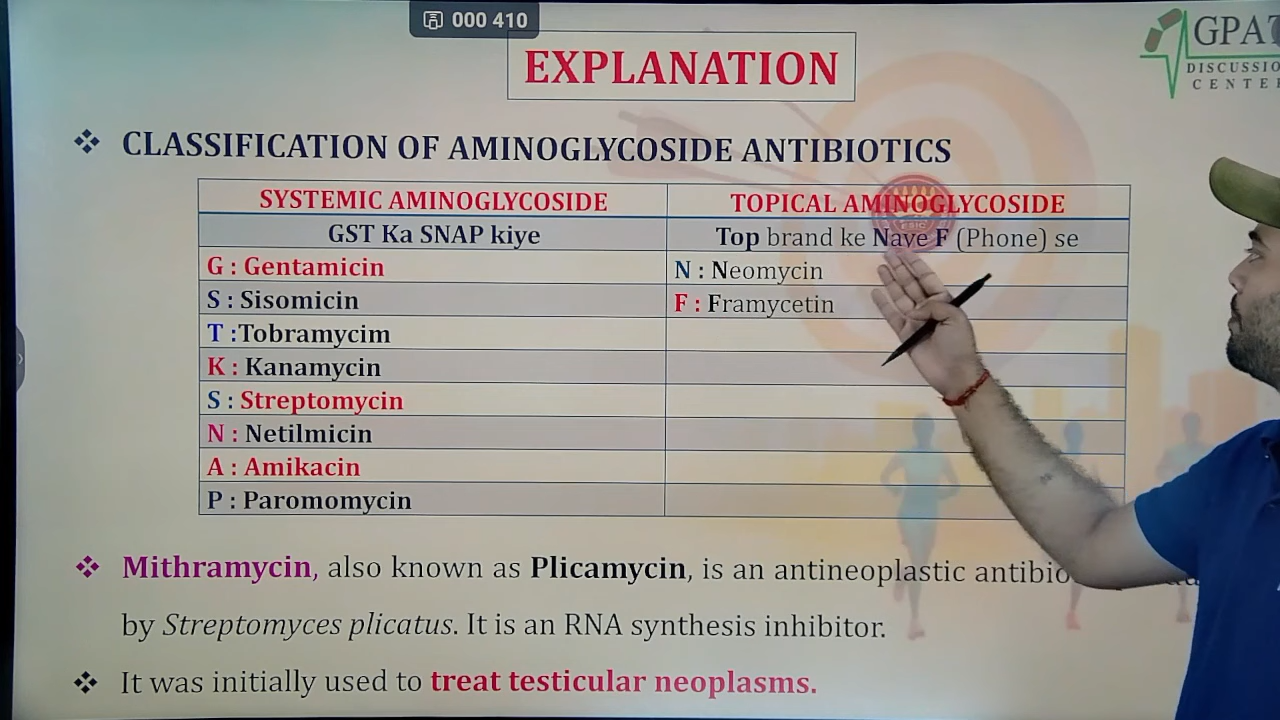 000 410
EXPLANATION
GPAT
DISCUSSIO
CENTE
❖ CLASSIFICATION OF AMINOGLYCOSIDE ANTIBIOTICS
SYSTEMIC AMINOGLYCOSIDE TOPICAL AMINOGLYCOSIDE
GST Ka SNAP kiye Top brand ke Nave F (Phone) se
G : Gentamicin N : Neomycin
S : Sisomicin F : Framycetin
T :Tobramycim
K : Kanamycin
S : Streptomycin
N : Netilmicin
A : Amikacin
P : Paromomycin
❖ Mithramycin, also known as Plicamycin, is an antineoplastic antibio
by Streptomyces plicatus. It is an RNA synthesis inhibitor.
❖ It was initially used to treat testicular neoplasms.